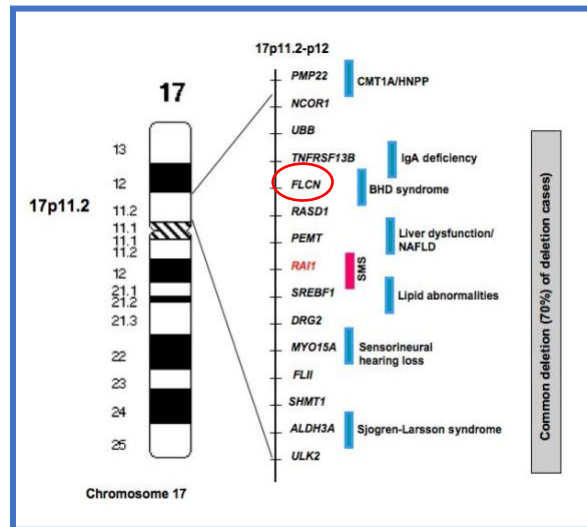 17p11.2-p12
17
PMP22
CMT1A/HNPP
NCOR1
UBB
13
TNFRSF13B
IgA deficiency
12
FLCN
BHD syndrome
17p11.2
11.2
RASD1
11.1
11.1
PEMT
Liver dysfunction/
NAFLD
11.2
12
RAI1
SMS
21.1
SREBF1
Lipid abnormalities
21.2
21.3
DRG2
22
MYO15A
Sensorineural
hearing loss
23
FLII
24
SHMT1
ALDH3A
Sjogren-Larsson syndrome
25
ULK2
Chromosome 17
Common deletion (70%) of deletion cases)